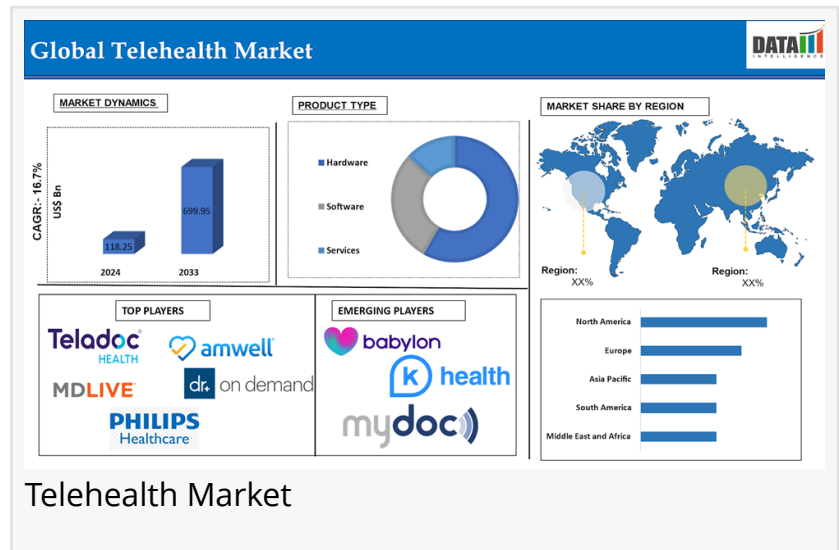 Global Telehealth Market
DATAM
INTELLIGENCE
MARKET DYNAMICS
CAGR:- 16.7%
US$ Bn
118.25
699.95
2024
2033
PRODUCT TYPE
Hardware
Software
Services
MARKET SHARE BY REGION
Region:
XX%
Region:
XX%
TOP PLAYERS
Teladoc
HEALTH
amwell
MDLIVE
dr+ on demand
PHILIPS
Healthcare
EMERGING PLAYERS
babylon
k health
mydoc
North America
Europe
Asia Pacific
South America
Middle East and Africa
Telehealth Market